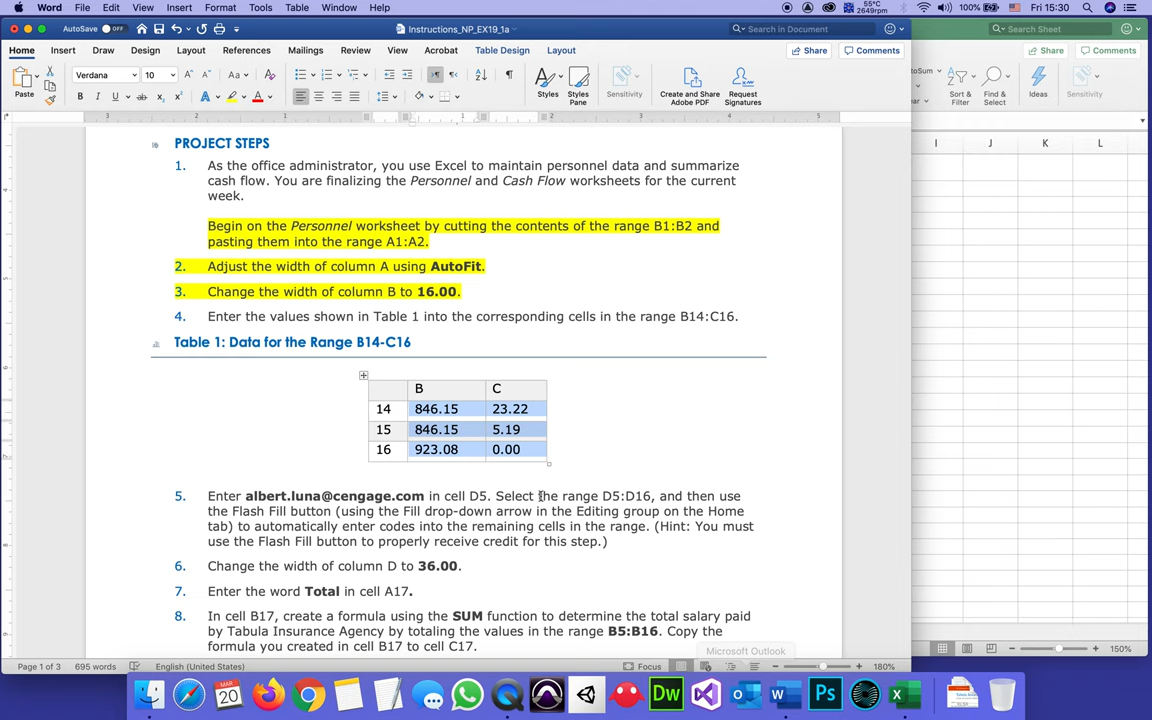 Word File Edit View Insert Format Tools Table Window Help
55°C
2649rpm
100%
Fri 15:30
AutoSave OFF
Instructions_NP_EX19_1a
Search in Document
Search Sheet
Home Insert Draw Design Layout References Mailings Review View Acrobat Table Design Layout
Share Comments
Share Comments
Paste
Verdana 10
Styles
Styles Pane
Sensitivity
Create and Share Adobe PDF
Request Signatures
AutoSum
Sort & Filter
Find & Select
Ideas
Sensitivity
I J K L
PROJECT STEPS
1. As the office administrator, you use Excel to maintain personnel data and summarize
cash flow. You are finalizing the Personnel and Cash Flow worksheets for the current
week.
Begin on the Personnel worksheet by cutting the contents of the range B1:B2 and
pasting them into the range A1:A2.
2. Adjust the width of column A using AutoFit.
3. Change the width of column B to 16.00.
4. Enter the values shown in Table 1 into the corresponding cells in the range B14:C16.
Table 1: Data for the Range B14-C16
B C
14 846.15 23.22
15 846.15 5.19
16 923.08 0.00
5. Enter albert.luna@cengage.com in cell D5. Select the range D5:D16, and then use
the Flash Fill button (using the Fill drop-down arrow in the Editing group on the Home
tab) to automatically enter codes into the remaining cells in the range. (Hint: You must
use the Flash Fill button to properly receive credit for this step.)
6. Change the width of column D to 36.00.
7. Enter the word Total in cell A17.
8. In cell B17, create a formula using the SUM function to determine the total salary paid
by Tabula Insurance Agency by totaling the values in the range B5:B16. Copy the
formula you created in cell B17 to cell C17.
Microsoft Outlook
Page 1 of 3 695 words English (United States) Focus 180%
150%
MAR
20
Dw
Ps